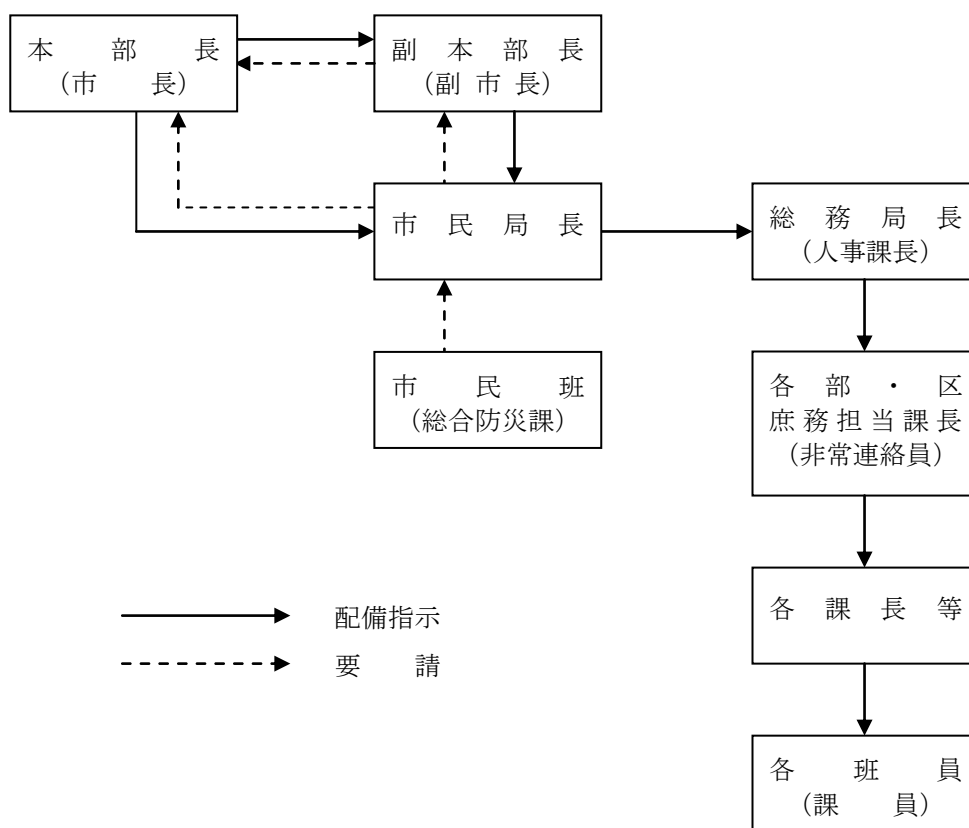 本部長
（市長）
副本部長
（副市長）
市民局長
総務局長
（人事課長）
市民班
（総合防災課）
各部・区
庶務担当課長
（非常連絡員）
各課長等
各班員
（課員）
配備指示
要請